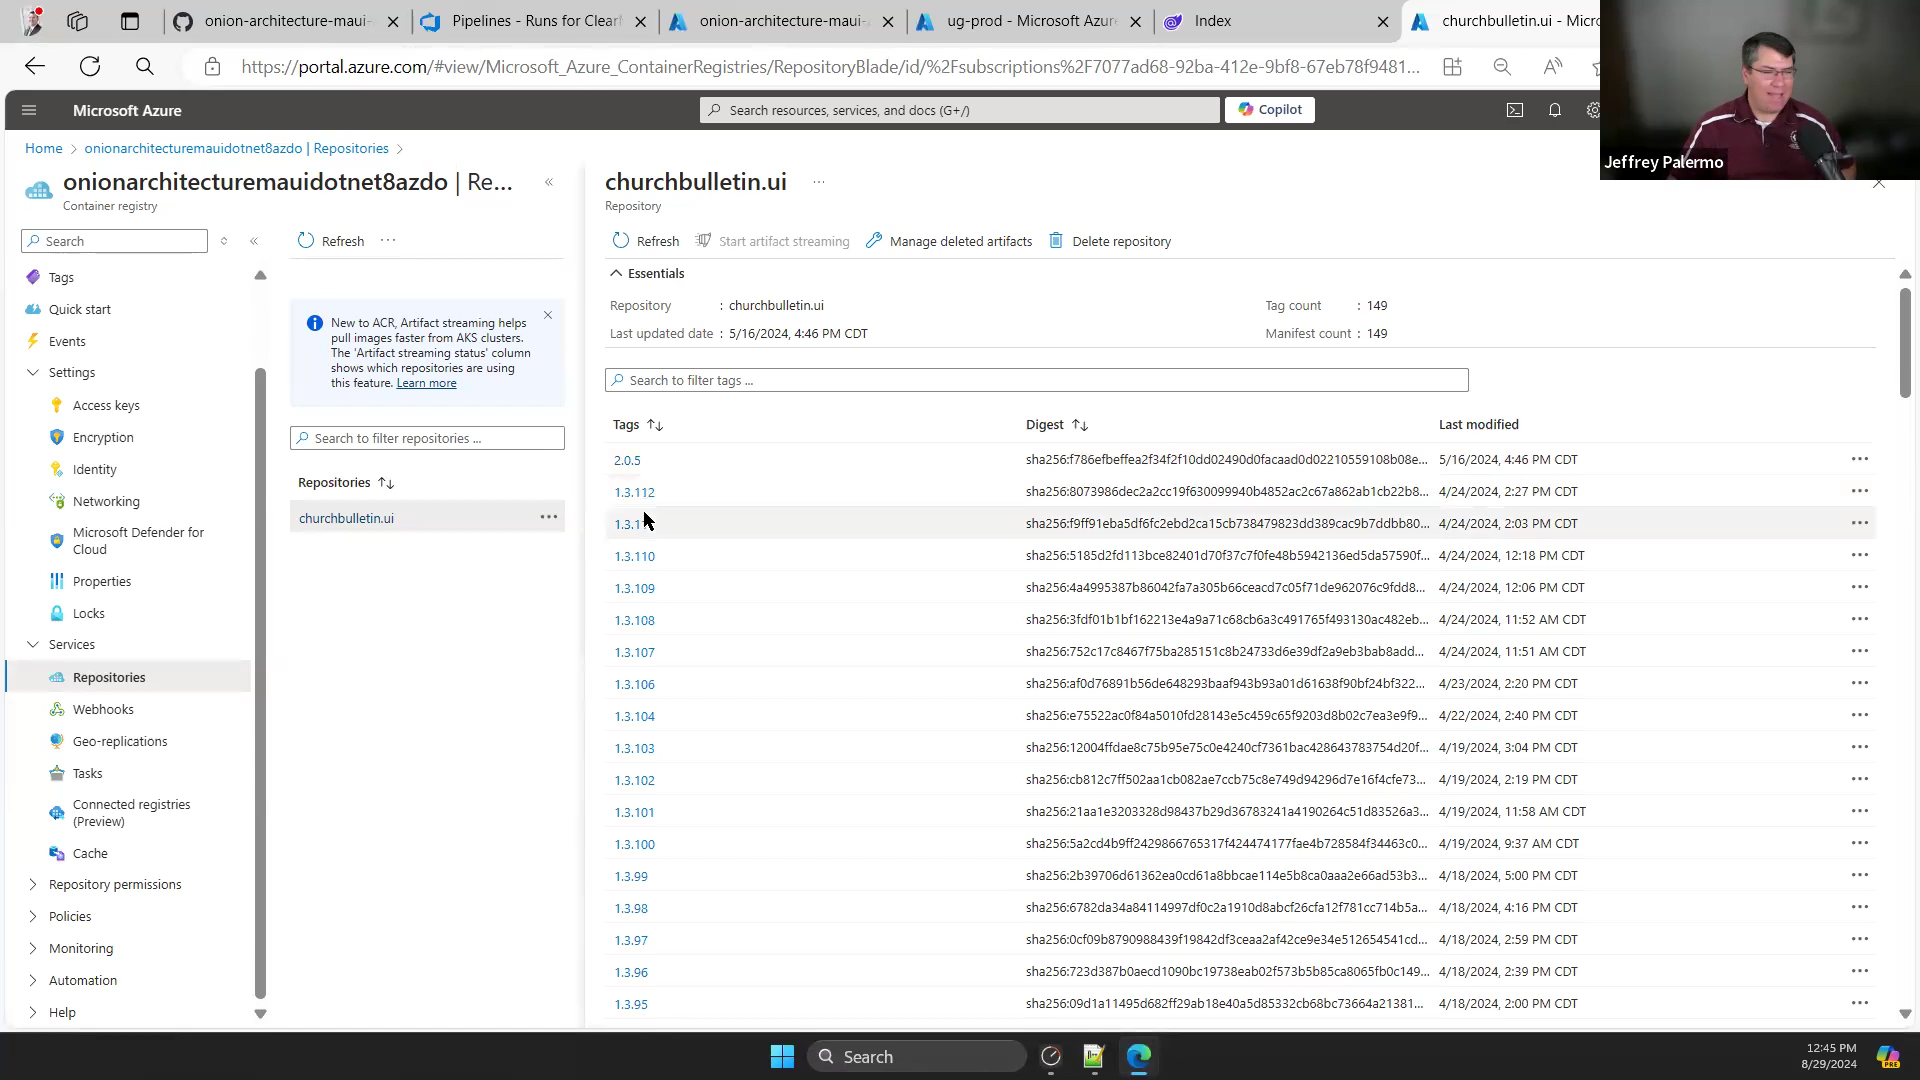 onion-architecture-maui-
Pipelines - Runs for Clear
onion-architecture-maui-
ug-prod - Microsoft Azure
Index
churchbulletin.ui - Micro
https://portal.azure.com/#view/Microsoft_Azure_ContainerRegistries/RepositoryBlade/id/%2Fsubscriptions%2F7077ad68-92ba-412e-9bf8-67eb78f9481...
Microsoft Azure
Search resources, services, and docs (G+/)
Copilot
Jeffrey Palermo
Home > onionarchitecturemauidotnet8azdo | Repositories >
onionarchitecturemauidotnet8azdo | Re...
Container registry
Search
Tags
Quick start
Events
Settings
Access keys
Encryption
Identity
Networking
Microsoft Defender for
Cloud
Properties
Locks
Services
Repositories
Webhooks
Geo-replications
Tasks
Connected registries
(Preview)
Cache
Repository permissions
Policies
Monitoring
Automation
Help
Refresh
New to ACR, Artifact streaming helps
pull images faster from AKS clusters.
The 'Artifact streaming status' column
shows which repositories are using
this feature. Learn more
Search to filter repositories ...
Repositories
churchbulletin.ui
churchbulletin.ui
Repository
Refresh Start artifact streaming Manage deleted artifacts Delete repository
Essentials
Repository : churchbulletin.ui Tag count : 149
Last updated date : 5/16/2024, 4:46 PM CDT Manifest count : 149
Search to filter tags ...
Tags Digest Last modified
2.0.5 sha256:f786efbeffea2f34f2f10dd02490d0facaad0d02210559108b08e... 5/16/2024, 4:46 PM CDT
1.3.112 sha256:8073986dec2a2cc19f630099940b4852ac2c67a862ab1cb22b8... 4/24/2024, 2:27 PM CDT
sha256:f9ff91eba5df6fc2ebd2ca15cb738479823dd389cac9b7ddbb80... 4/24/2024, 2:03 PM CDT
1.3.110 sha256:5185d2fd113bce82401d70f37c7f0fe48b5942136ed5da57590f... 4/24/2024, 12:18 PM CDT
1.3.109 sha256:4a4995387b86042fa7a305b66ceacd7c05f71de962076c9fdd8... 4/24/2024, 12:06 PM CDT
1.3.108 sha256:3fdf01b1bf162213e4a9a71c68cb6a3c491765f493130ac482eb... 4/24/2024, 11:52 AM CDT
1.3.107 sha256:752c17c8467f75ba285151c8b24733d6e39df2a9eb3bab8add... 4/24/2024, 11:51 AM CDT
1.3.106 sha256:af0d76891b56de648293baaf943b93a01d61638f90bf24bf322... 4/23/2024, 2:20 PM CDT
1.3.104 sha256:e75522ac0f84a5010fd28143e5c459c65f9203d8b02c7ea3e9f9... 4/22/2024, 2:40 PM CDT
1.3.103 sha256:12004ffdae8c75b95e75c0e4240cf7361bac428643783754d20f... 4/19/2024, 3:04 PM CDT
1.3.102 sha256:cb812c7ff502aa1cb082ae7ccb75c8e749d94296d7e16f4cfe73... 4/19/2024, 2:19 PM CDT
1.3.101 sha256:21aa1e3203328d98437b29d36783241a4190264c51d83526a3... 4/19/2024, 11:58 AM CDT
1.3.100 sha256:5a2cd4b9ff2429866765317f424474177fae4b728584f34463c0... 4/19/2024, 9:37 AM CDT
1.3.99 sha256:2b39706d61362ea0cd61a8bbcae114e5b8ca0aaa2e66ad53b3... 4/18/2024, 5:00 PM CDT
1.3.98 sha256:6782da34a84114997df0c2a1910d8abcf26cfa12f781cc714b5a... 4/18/2024, 4:16 PM CDT
1.3.97 sha256:0cf09b8790988439f19842df3ceaa2af42ce9e34e512654541cd... 4/18/2024, 2:59 PM CDT
1.3.96 sha256:723d387b0aecd1090bc19738eab02f573b5b85ca8065fb0c149... 4/18/2024, 2:39 PM CDT
1.3.95 sha256:09d1a11495d682ff29ab18e40a5d85332cb68bc73664a21381... 4/18/2024, 2:00 PM CDT
Search
12:45 PM
8/29/2024